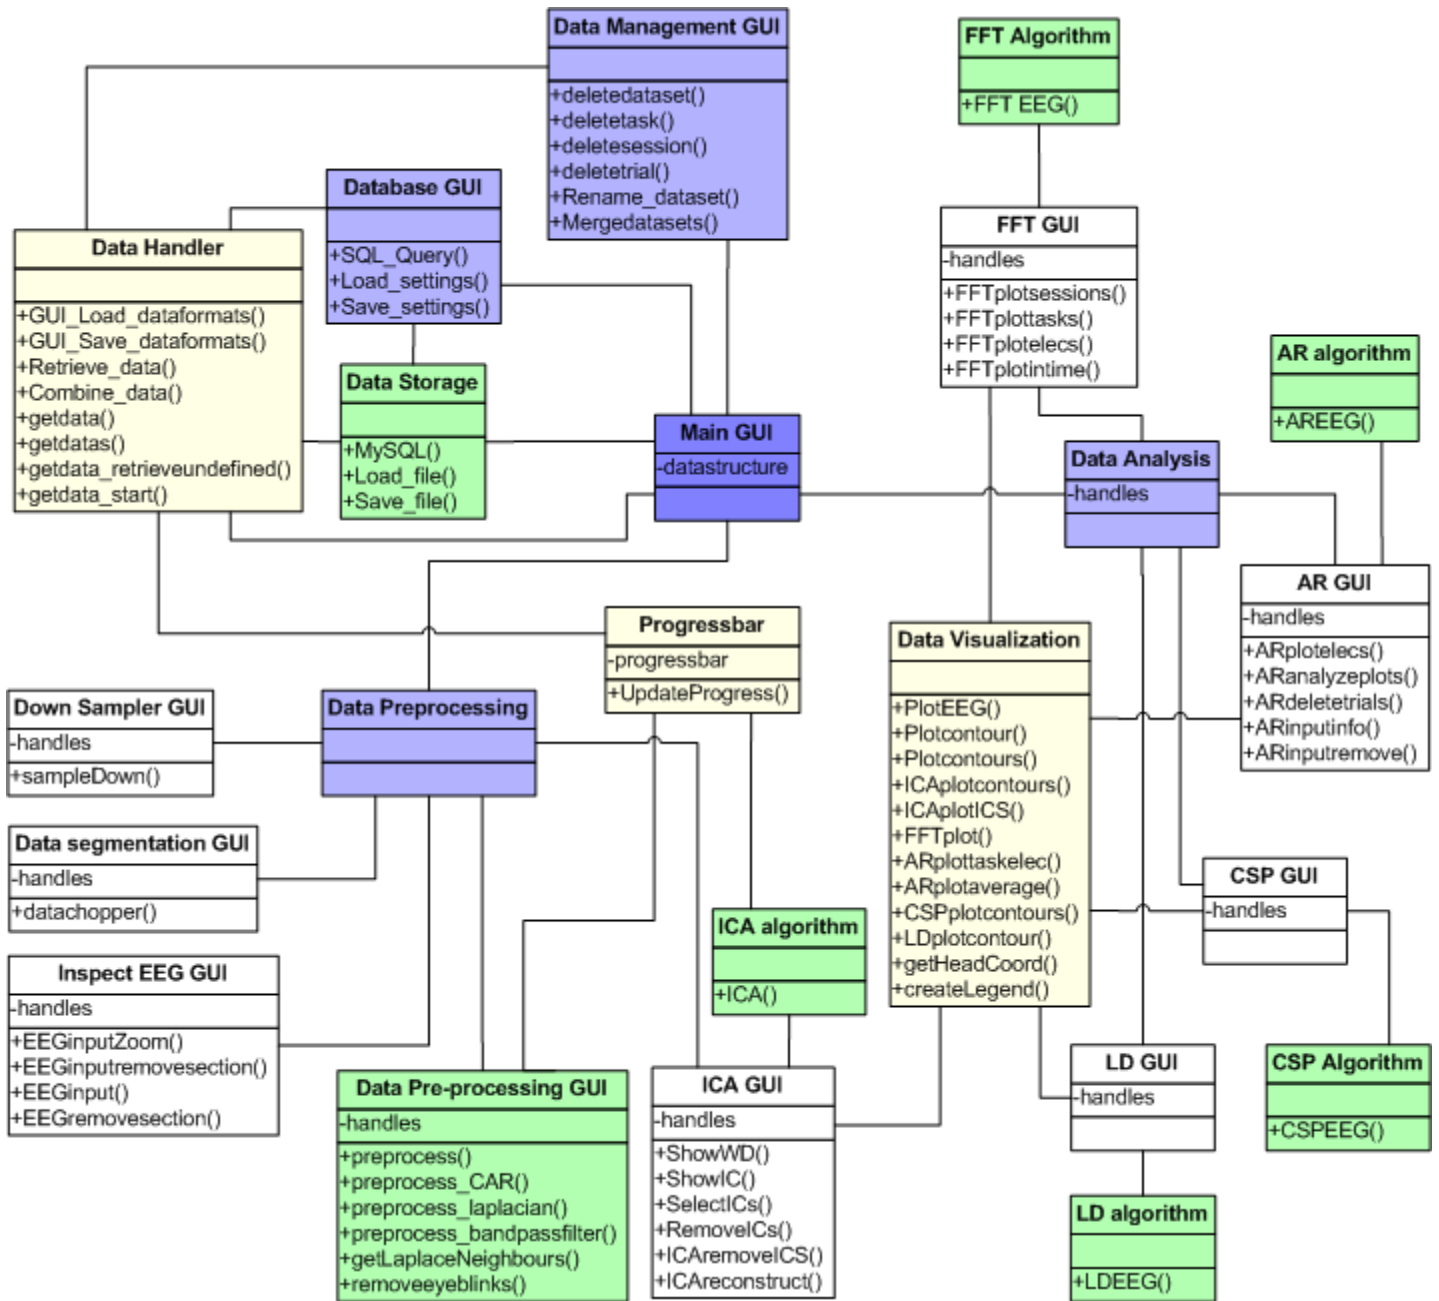 Data Management GUI
+deletedataset()
+deletetask()
+deletesession()
+deletetrial()
+Rename_dataset()
+Mergedatasets()
FFT Algorithm
+FFT EEG()
Database GUI
+SQL_Query()
+Load_settings()
+Save_settings()
Data Handler
+GUI_Load_dataformats()
+GUI_Save_dataformats()
+Retrieve_data()
+Combine_data()
+getdata()
+getdatas()
+getdata_retrieveundefined()
+getdata_start()
FFT GUI
-handles
+FFTplotsessions()
+FFTplottasks()
+FFTplotelecs()
+FFTplotintime()
Data Storage
+MySQL()
+Load_file()
+Save_file()
Main GUI
-datastructure
AR algorithm
+AREEG()
Data Analysis
-handles
AR GUI
-handles
+ARplotelecs()
+ARanalyzeplots()
+ARdeletetrials()
+ARinputinfo()
+ARinputremove()
Progressbar
-progressbar
+UpdateProgress()
Data Visualization
+PlotEEG()
+Plotcontour()
+Plotcontours()
+ICAplotcontours()
+ICAplotICS()
+FFTplot()
+ARplottaskelec()
+ARplotaverage()
+CSPplotcontours()
+LDplotcontour()
+getHeadCoord()
+createLegend()
Down Sampler GUI
-handles
+sampleDown()
Data Preprocessing
Data segmentation GUI
-handles
+datachopper()
CSP GUI
-handles
ICA algorithm
+ICA()
Inspect EEG GUI
-handles
+EEGinputZoom()
+EEGinputremovesection()
+EEGinput()
+EEGremovesection()
Data Pre-processing GUI
-handles
+preprocess()
+preprocess_CAR()
+preprocess_laplacian()
+preprocess_bandpassfilter()
+getLaplaceNeighbours()
+removeeyeblinks()
ICA GUI
-handles
+ShowWD()
+ShowIC()
+SelectICs()
+RemoveICs()
+ICAremoveICS()
+ICAreconstruct()
LD GUI
-handles
CSP Algorithm
+CSPEEG()
LD algorithm
+LDEEG()